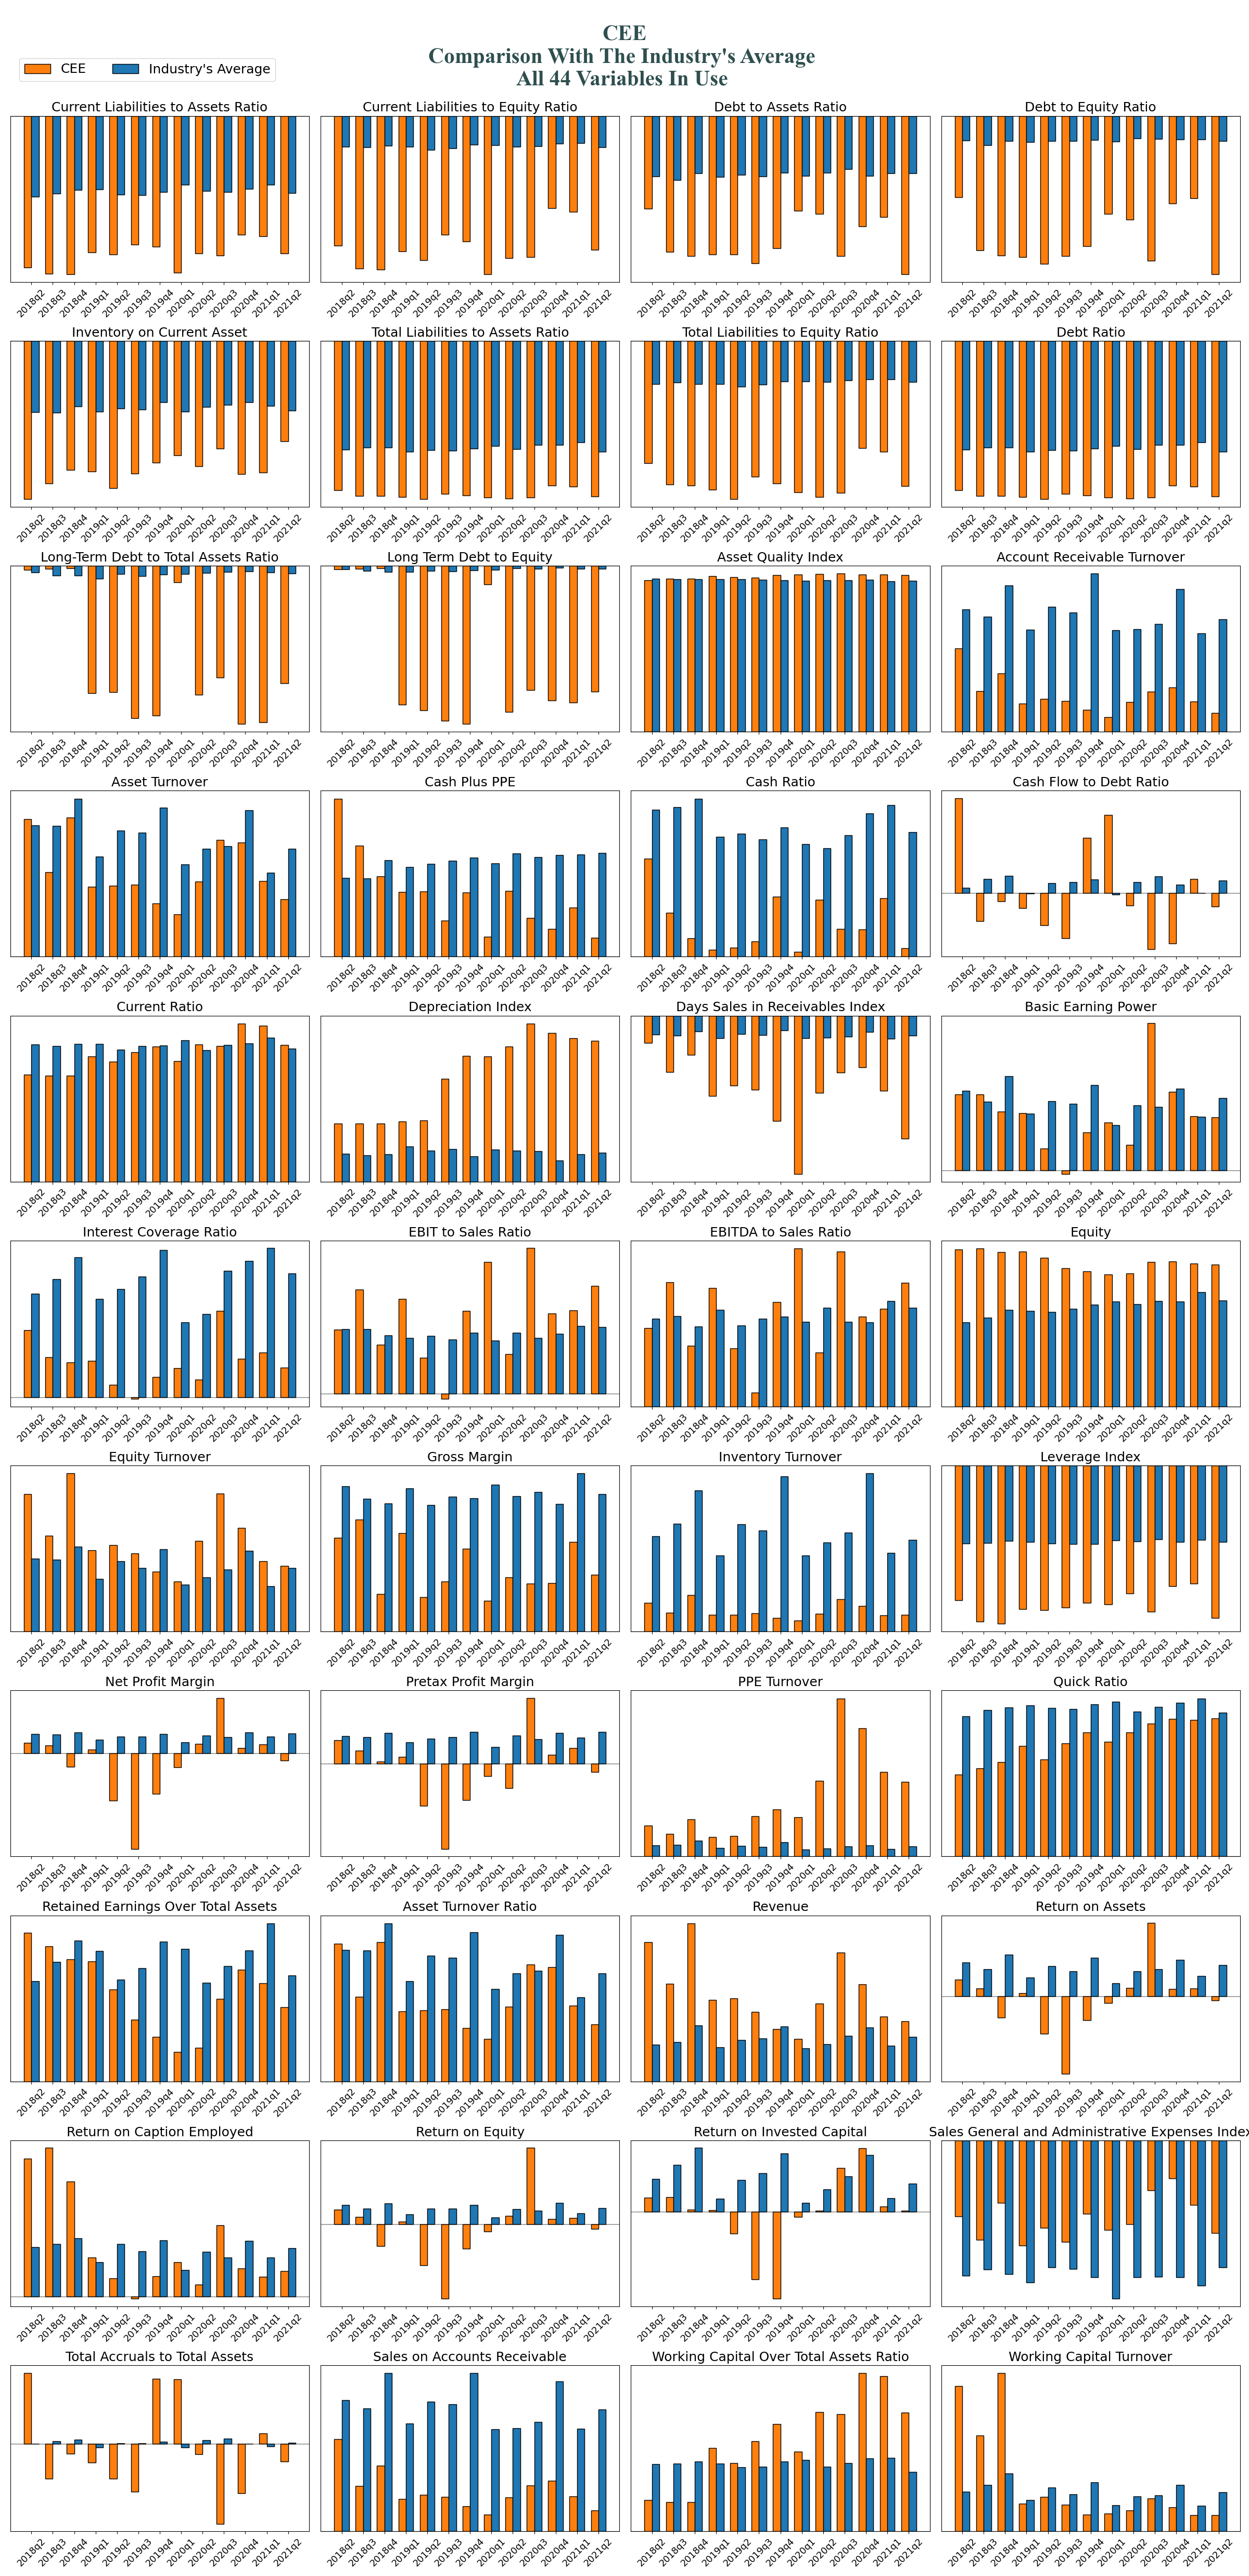 CEE
Comparison With The Industry's Average
All 44 Variables In Use
CEE
Industry's Average
Current Liabilities to Assets Ratio
2018q2 2018q3 2018q4 2019q1 2019q2 2019q3 2019q4 2020q1 2020q2 2020q3 2020q4 2021q1 2021q2
Current Liabilities to Equity Ratio
2018q2 2018q3 2018q4 2019q1 2019q2 2019q3 2019q4 2020q1 2020q2 2020q3 2020q4 2021q1 2021q2
Debt to Assets Ratio
2018q2 2018q3 2018q4 2019q1 2019q2 2019q3 2019q4 2020q1 2020q2 2020q3 2020q4 2021q1 2021q2
Debt to Equity Ratio
2018q2 2018q3 2018q4 2019q1 2019q2 2019q3 2019q4 2020q1 2020q2 2020q3 2020q4 2021q1 2021q2
Inventory on Current Asset
2018q2 2018q3 2018q4 2019q1 2019q2 2019q3 2019q4 2020q1 2020q2 2020q3 2020q4 2021q1 2021q2
Total Liabilities to Assets Ratio
2018q2 2018q3 2018q4 2019q1 2019q2 2019q3 2019q4 2020q1 2020q2 2020q3 2020q4 2021q1 2021q2
Total Liabilities to Equity Ratio
2018q2 2018q3 2018q4 2019q1 2019q2 2019q3 2019q4 2020q1 2020q2 2020q3 2020q4 2021q1 2021q2
Debt Ratio
2018q2 2018q3 2018q4 2019q1 2019q2 2019q3 2019q4 2020q1 2020q2 2020q3 2020q4 2021q1 2021q2
Long-Term Debt to Total Assets Ratio
2018q2 2018q3 2018q4 2019q1 2019q2 2019q3 2019q4 2020q1 2020q2 2020q3 2020q4 2021q1 2021q2
Long Term Debt to Equity
2018q2 2018q3 2018q4 2019q1 2019q2 2019q3 2019q4 2020q1 2020q2 2020q3 2020q4 2021q1 2021q2
Asset Quality Index
2018q2 2018q3 2018q4 2019q1 2019q2 2019q3 2019q4 2020q1 2020q2 2020q3 2020q4 2021q1 2021q2
Account Receivable Turnover
2018q2 2018q3 2018q4 2019q1 2019q2 2019q3 2019q4 2020q1 2020q2 2020q3 2020q4 2021q1 2021q2
Asset Turnover
2018q2 2018q3 2018q4 2019q1 2019q2 2019q3 2019q4 2020q1 2020q2 2020q3 2020q4 2021q1 2021q2
Cash Plus PPE
2018q2 2018q3 2018q4 2019q1 2019q2 2019q3 2019q4 2020q1 2020q2 2020q3 2020q4 2021q1 2021q2
Cash Ratio
2018q2 2018q3 2018q4 2019q1 2019q2 2019q3 2019q4 2020q1 2020q2 2020q3 2020q4 2021q1 2021q2
Cash Flow to Debt Ratio
2018q2 2018q3 2018q4 2019q1 2019q2 2019q3 2019q4 2020q1 2020q2 2020q3 2020q4 2021q1 2021q2
Current Ratio
2018q2 2018q3 2018q4 2019q1 2019q2 2019q3 2019q4 2020q1 2020q2 2020q3 2020q4 2021q1 2021q2
Depreciation Index
2018q2 2018q3 2018q4 2019q1 2019q2 2019q3 2019q4 2020q1 2020q2 2020q3 2020q4 2021q1 2021q2
Days Sales in Receivables Index
2018q2 2018q3 2018q4 2019q1 2019q2 2019q3 2019q4 2020q1 2020q2 2020q3 2020q4 2021q1 2021q2
Basic Earning Power
2018q2 2018q3 2018q4 2019q1 2019q2 2019q3 2019q4 2020q1 2020q2 2020q3 2020q4 2021q1 2021q2
Interest Coverage Ratio
2018q2 2018q3 2018q4 2019q1 2019q2 2019q3 2019q4 2020q1 2020q2 2020q3 2020q4 2021q1 2021q2
EBIT to Sales Ratio
2018q2 2018q3 2018q4 2019q1 2019q2 2019q3 2019q4 2020q1 2020q2 2020q3 2020q4 2021q1 2021q2
EBITDA to Sales Ratio
2018q2 2018q3 2018q4 2019q1 2019q2 2019q3 2019q4 2020q1 2020q2 2020q3 2020q4 2021q1 2021q2
Equity
2018q2 2018q3 2018q4 2019q1 2019q2 2019q3 2019q4 2020q1 2020q2 2020q3 2020q4 2021q1 2021q2
Equity Turnover
2018q2 2018q3 2018q4 2019q1 2019q2 2019q3 2019q4 2020q1 2020q2 2020q3 2020q4 2021q1 2021q2
Gross Margin
2018q2 2018q3 2018q4 2019q1 2019q2 2019q3 2019q4 2020q1 2020q2 2020q3 2020q4 2021q1 2021q2
Inventory Turnover
2018q2 2018q3 2018q4 2019q1 2019q2 2019q3 2019q4 2020q1 2020q2 2020q3 2020q4 2021q1 2021q2
Leverage Index
2018q2 2018q3 2018q4 2019q1 2019q2 2019q3 2019q4 2020q1 2020q2 2020q3 2020q4 2021q1 2021q2
Net Profit Margin
2018q2 2018q3 2018q4 2019q1 2019q2 2019q3 2019q4 2020q1 2020q2 2020q3 2020q4 2021q1 2021q2
Pretax Profit Margin
2018q2 2018q3 2018q4 2019q1 2019q2 2019q3 2019q4 2020q1 2020q2 2020q3 2020q4 2021q1 2021q2
PPE Turnover
2018q2 2018q3 2018q4 2019q1 2019q2 2019q3 2019q4 2020q1 2020q2 2020q3 2020q4 2021q1 2021q2
Quick Ratio
2018q2 2018q3 2018q4 2019q1 2019q2 2019q3 2019q4 2020q1 2020q2 2020q3 2020q4 2021q1 2021q2
Retained Earnings Over Total Assets
2018q2 2018q3 2018q4 2019q1 2019q2 2019q3 2019q4 2020q1 2020q2 2020q3 2020q4 2021q1 2021q2
Asset Turnover Ratio
2018q2 2018q3 2018q4 2019q1 2019q2 2019q3 2019q4 2020q1 2020q2 2020q3 2020q4 2021q1 2021q2
Revenue
2018q2 2018q3 2018q4 2019q1 2019q2 2019q3 2019q4 2020q1 2020q2 2020q3 2020q4 2021q1 2021q2
Return on Assets
2018q2 2018q3 2018q4 2019q1 2019q2 2019q3 2019q4 2020q1 2020q2 2020q3 2020q4 2021q1 2021q2
Return on Caption Employed
2018q2 2018q3 2018q4 2019q1 2019q2 2019q3 2019q4 2020q1 2020q2 2020q3 2020q4 2021q1 2021q2
Return on Equity
2018q2 2018q3 2018q4 2019q1 2019q2 2019q3 2019q4 2020q1 2020q2 2020q3 2020q4 2021q1 2021q2
Return on Invested Capital
2018q2 2018q3 2018q4 2019q1 2019q2 2019q3 2019q4 2020q1 2020q2 2020q3 2020q4 2021q1 2021q2
Sales General and Administrative Expenses Index
2018q2 2018q3 2018q4 2019q1 2019q2 2019q3 2019q4 2020q1 2020q2 2020q3 2020q4 2021q1 2021q2
Total Accruals to Total Assets
2018q2 2018q3 2018q4 2019q1 2019q2 2019q3 2019q4 2020q1 2020q2 2020q3 2020q4 2021q1 2021q2
Sales on Accounts Receivable
2018q2 2018q3 2018q4 2019q1 2019q2 2019q3 2019q4 2020q1 2020q2 2020q3 2020q4 2021q1 2021q2
Working Capital Over Total Assets Ratio
2018q2 2018q3 2018q4 2019q1 2019q2 2019q3 2019q4 2020q1 2020q2 2020q3 2020q4 2021q1 2021q2
Working Capital Turnover
2018q2 2018q3 2018q4 2019q1 2019q2 2019q3 2019q4 2020q1 2020q2 2020q3 2020q4 2021q1 2021q2